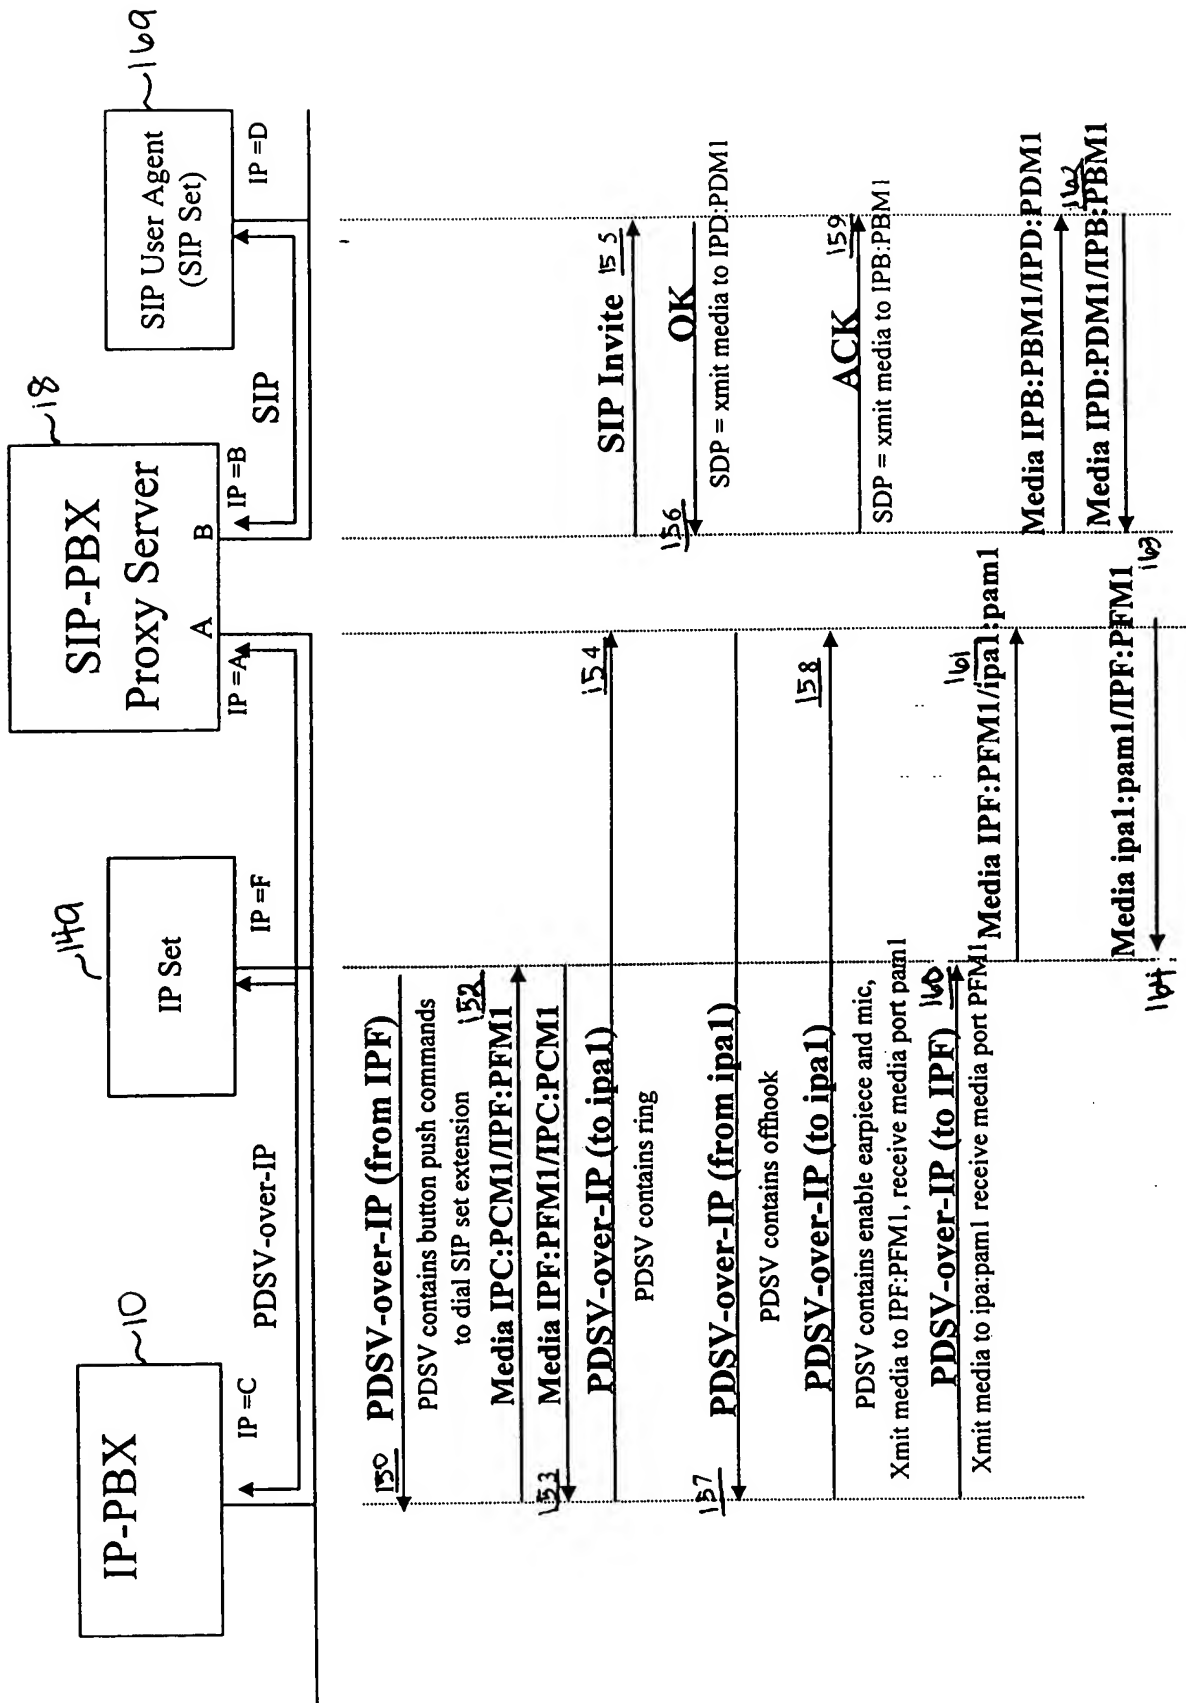 IP-PBX
10
IP =C
PDSV-over-IP
IP Set
149
IP =F
SIP-PBX
Proxy Server
18
A
B
IP =A
IP =B
SIP
SIP User Agent
(SIP Set)
169
IP =D
150
PDSV-over-IP (from IPF)
PDSV contains button push commands
to dial SIP set extension
152
Media IPC:PCM1/IPF:PFM1
153
Media IPF:PFM1/IPC:PCM1
PDSV-over-IP (to ipa1)
154
PDSV contains ring
SIP Invite
155
156
OK
SDP = xmit media to IPD:PDM1
157
PDSV-over-IP (from ipa1)
PDSV contains offhook
PDSV-over-IP (to ipa1)
158
PDSV contains enable earpiece and mic,
Xmit media to IPF:PFM1, receive media port pam1
ACK
159
SDP = xmit media to IPB:PBM1
PDSV-over-IP (to IPF)
160
Xmit media to ipa:pam1 receive media port PFM1
Media IPF:PFM1/ipa1:pam1
161
Media IPB:PBM1/IPD:PDM1
162
Media IPD:PDM1/IPB:PBM1
163
Media ipa1:pam1/IPF:PFM1
164